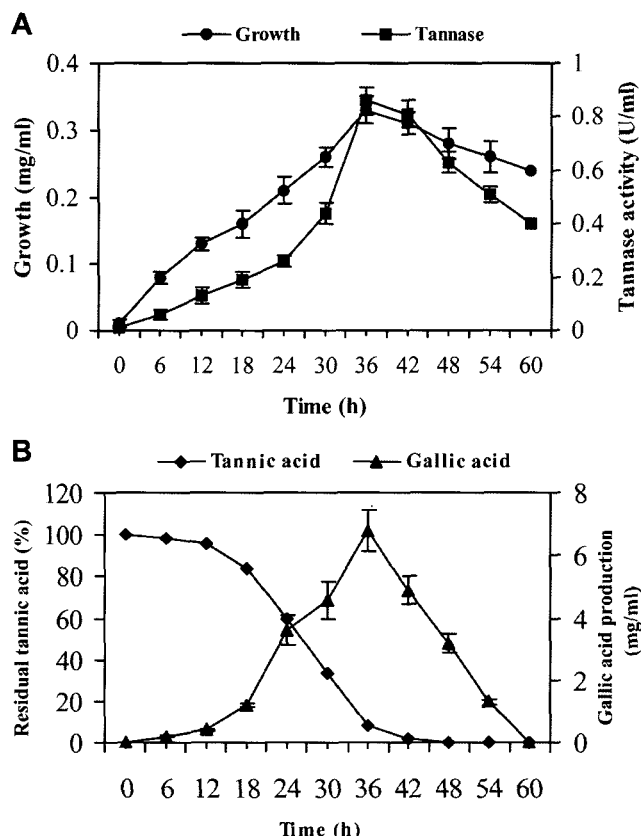 A
Growth Tannase
0.4 1
Growth (mg/ml)
0.3 0.8
0.6
0.2
0.4
0.1
0.2
0 0
Tannase activity (U/ml)
0 6 12 18 24 30 36 42 48 54 60
Time (h)
B
Tannic acid Gallic acid
120 8
Residual tannic acid (%)
100
80 6
60 4
40
20 2
0 0
Gallic acid production
(mg/ml)
0 6 12 18 24 30 36 42 48 54 60
Time (h)